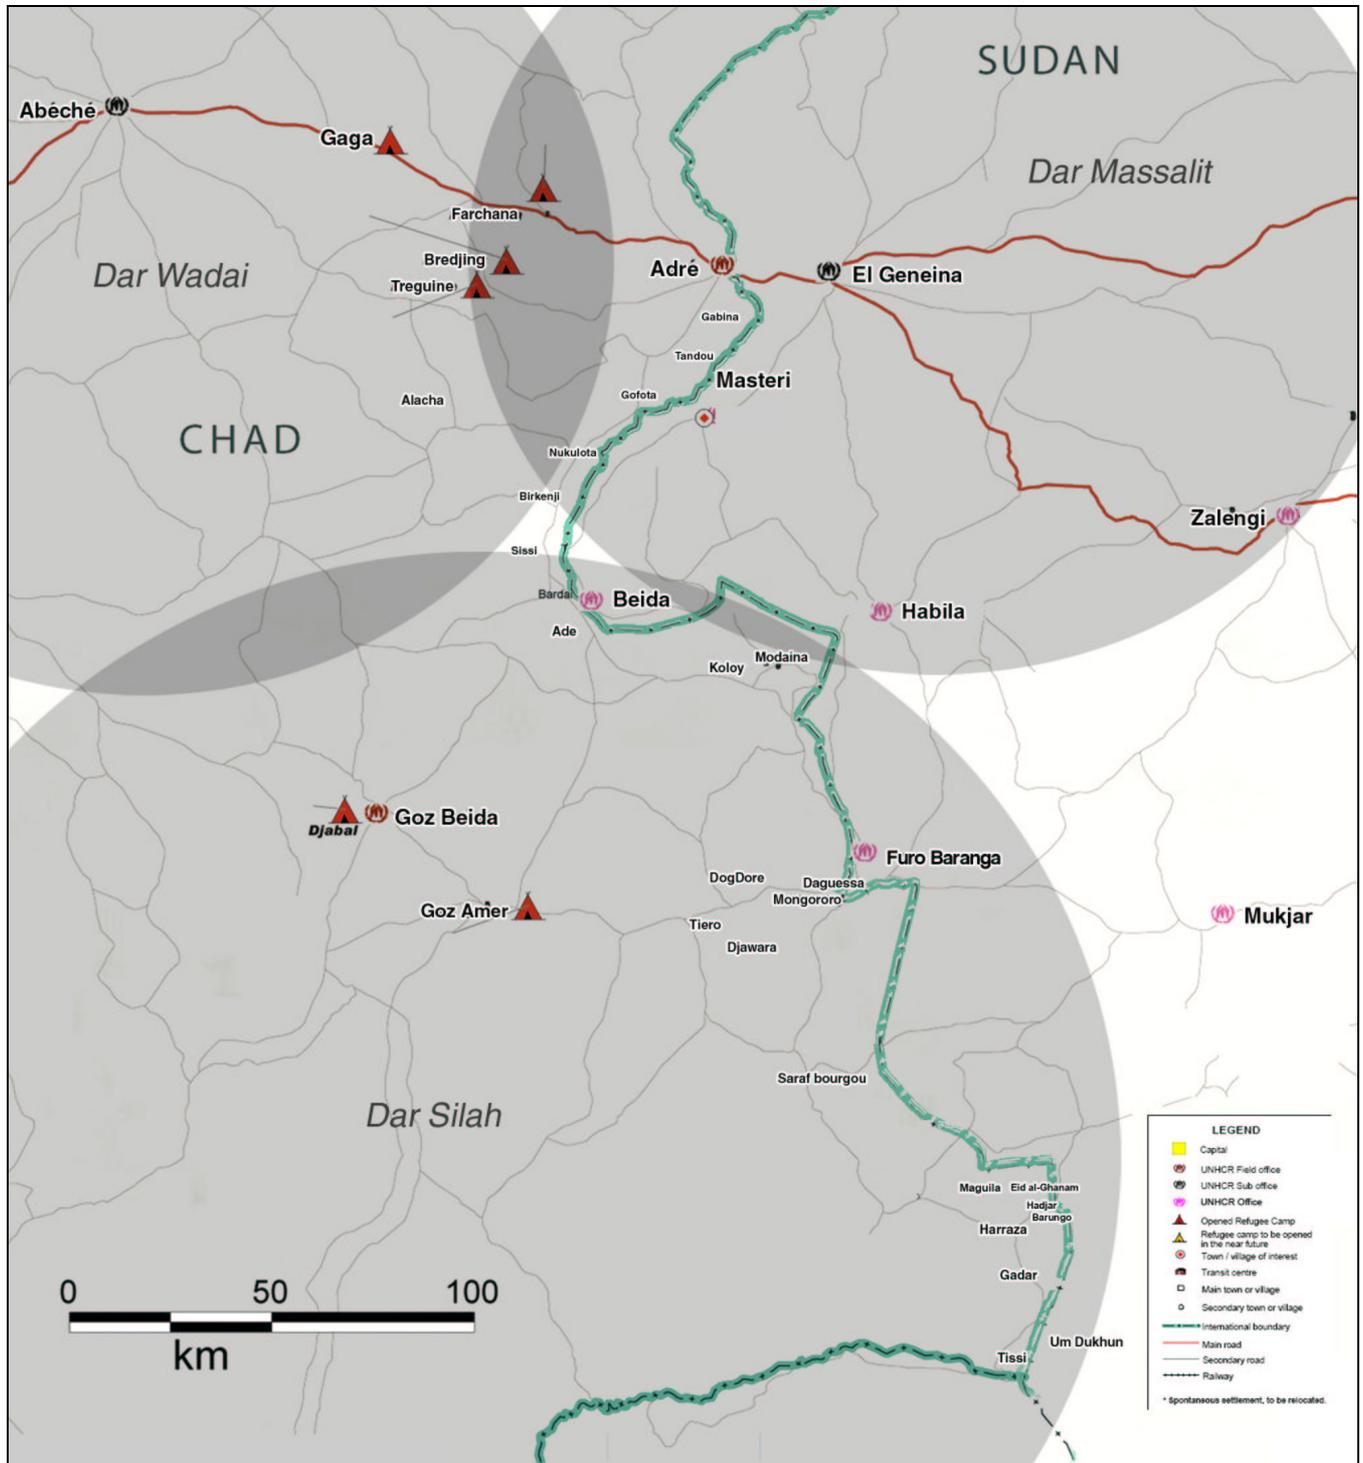 SUDAN
Abéché
Gaga
Dar Massalit
Farchana
Bredjing
Treguine
Dar Wadai
Adré
El Geneina
Gabina
Tandou
Masteri
Gofota
Alacha
CHAD
Nukulota
Birkenji
Zalengi
Sissi
Bardai
Beida
Habila
Ade
Modaina
Koloy
Djabal
Goz Beida
Furo Baranga
DogDore
Daguessa
Mongororo
Goz Amer
Mukjar
Tiero
Djawara
Saraf bourgou
Dar Silah
Maguila
Eid al-Ghanam
Hadjar
Barungo
Harraza
Gadar
Um Dukhun
Tissi
0 50 100
km
LEGEND
Capital
UNHCR Field office
UNHCR Sub office
UNHCR Office
Opened Refugee Camp
Refugee camp to be opened
in the near future
Town / village of interest
Transit centre
Main town or village
Secondary town or village
International boundary
Main road
Secondary road
Railway
* Spontaneous settlement, to be relocated.